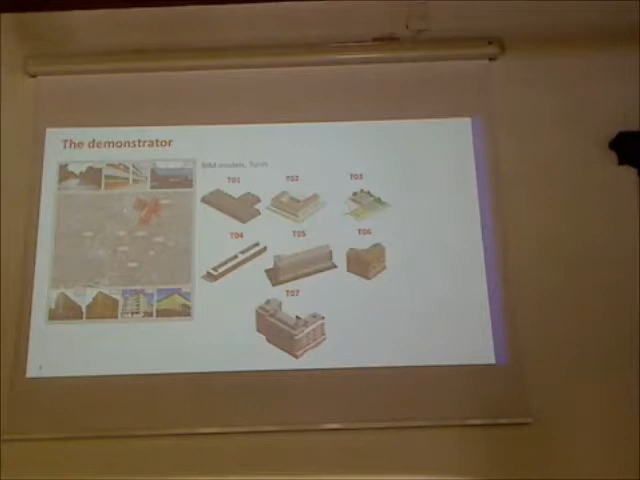 The demonstrator
BIM models, Turin
T01 T02 T03
T04 T05 T06
T07